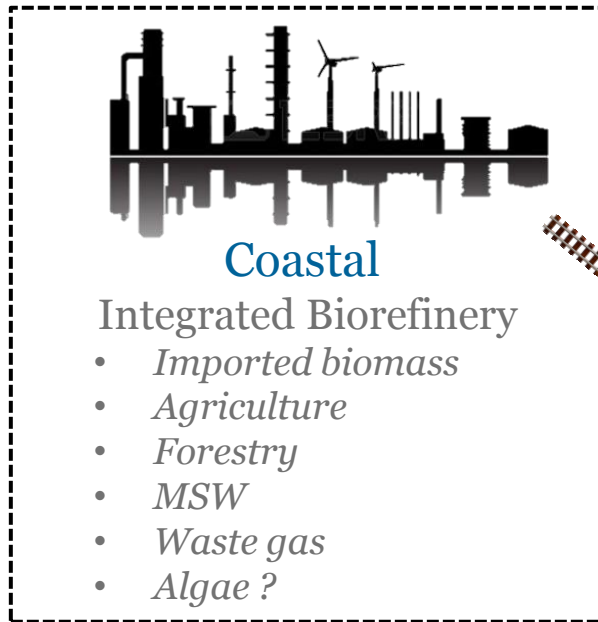 Coastal
Integrated Biorefinery
• Imported biomass
• Agriculture
• Forestry
• MSW
• Waste gas
• Algae ?